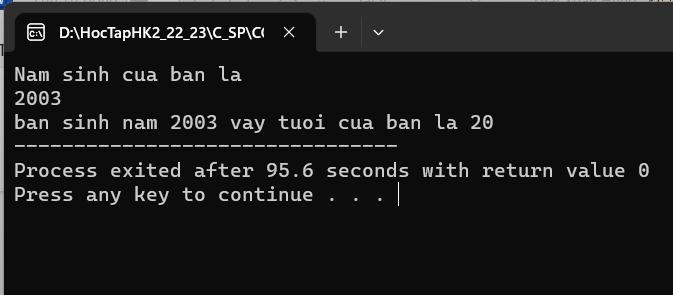 D:\HocTapHK2_22_23\C_SP\C
Nam sinh cua ban la
2003
ban sinh nam 2003 vay tuoi cua ban la 20
--------------------------------
Process exited after 95.6 seconds with return value 0
Press any key to continue . . .